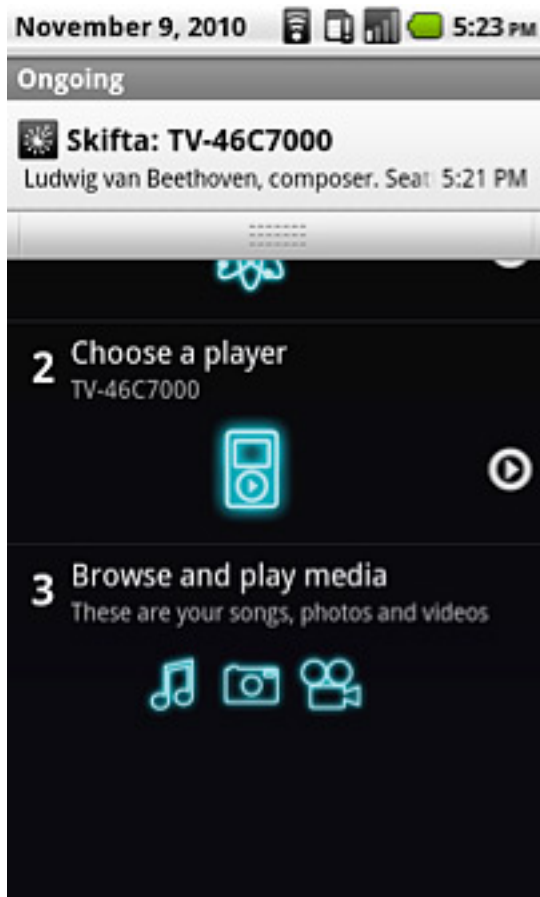 November 9, 2010 5:23 PM
Ongoing
Skifta: TV-46C7000
Ludwig van Beethoven, composer. Seat 5:21 PM
2 Choose a player
TV-46C7000
3 Browse and play media
These are your songs, photos and videos